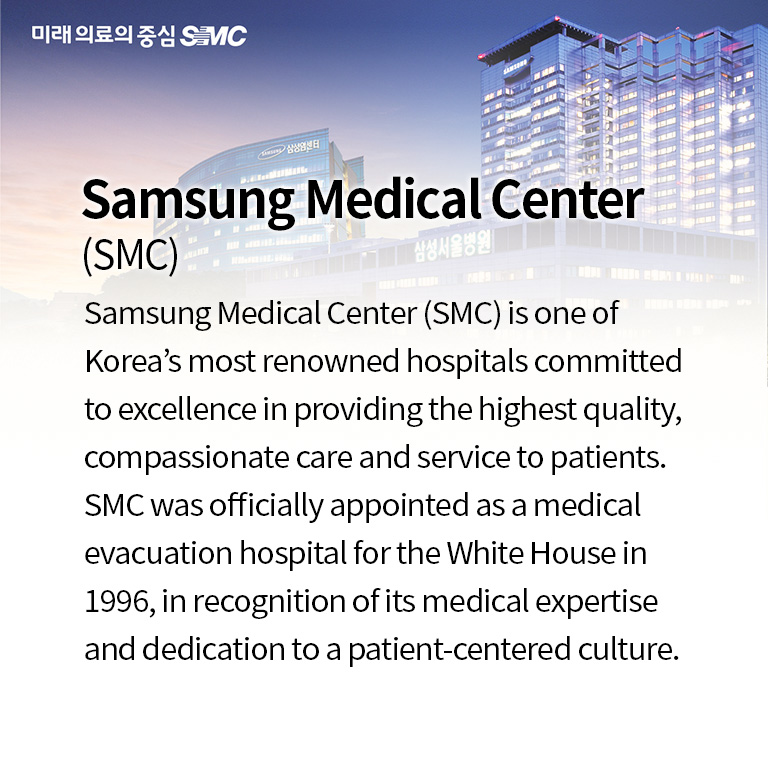 미래 의료의 중심 SMC
SAMSUNG
SAMSUNG 삼성암센터
Samsung Medical Center
삼성서울병원
(SMC)
Samsung Medical Center (SMC) is one of
Korea’s most renowned hospitals committed
to excellence in providing the highest quality,
compassionate care and service to patients.
SMC was officially appointed as a medical
evacuation hospital for the White House in
1996, in recognition of its medical expertise
and dedication to a patient-centered culture.